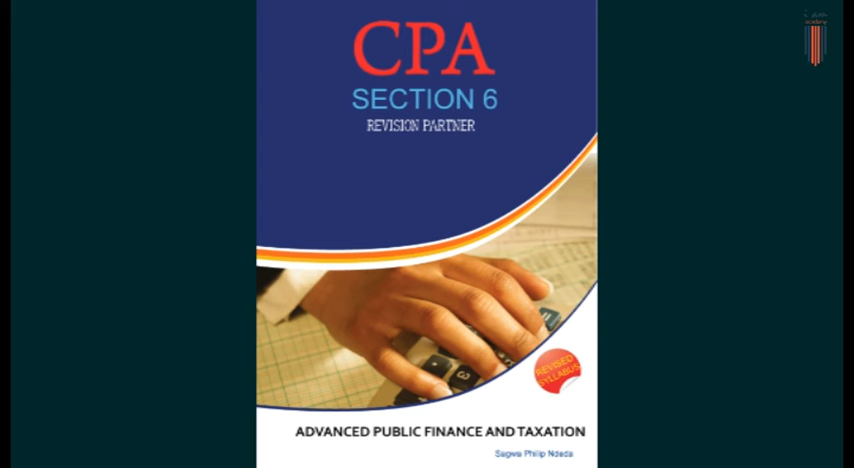 CPA
SECTION 6
REVISION PARTNER
REVISED
SYLLABUS
ADVANCED PUBLIC FINANCE AND TAXATION
Sagwa Philip Ndeda